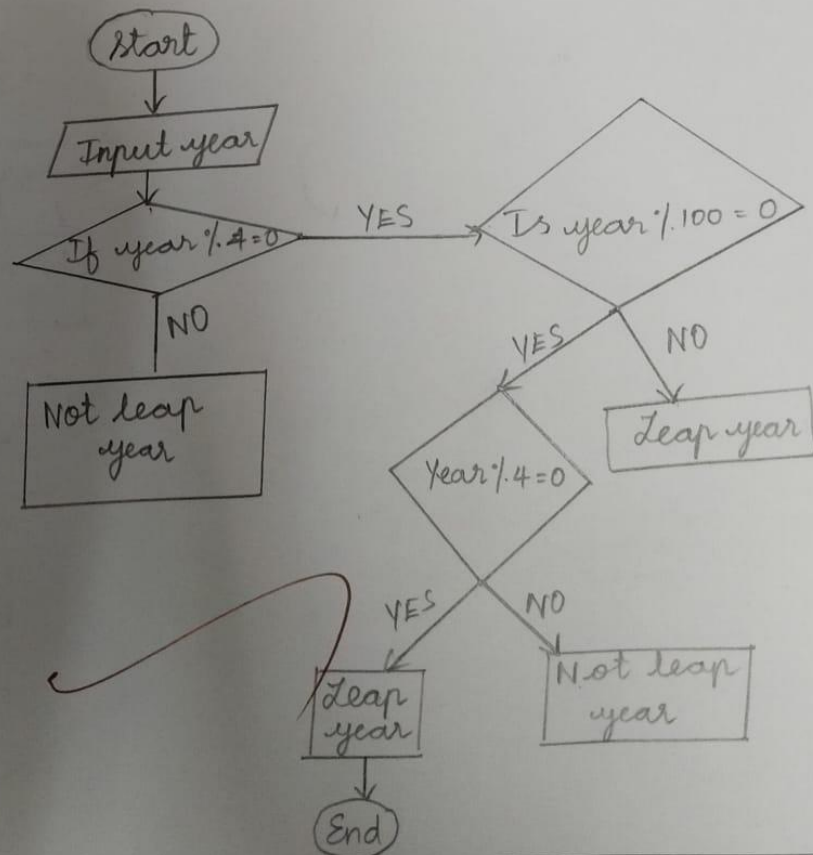 Start
Input year
If year % 4=0
YES
Is year % 100 = 0
NO
Not leap
year
YES
NO
Leap year
Year % 4=0
YES
NO
Leap
year
Not leap
year
End